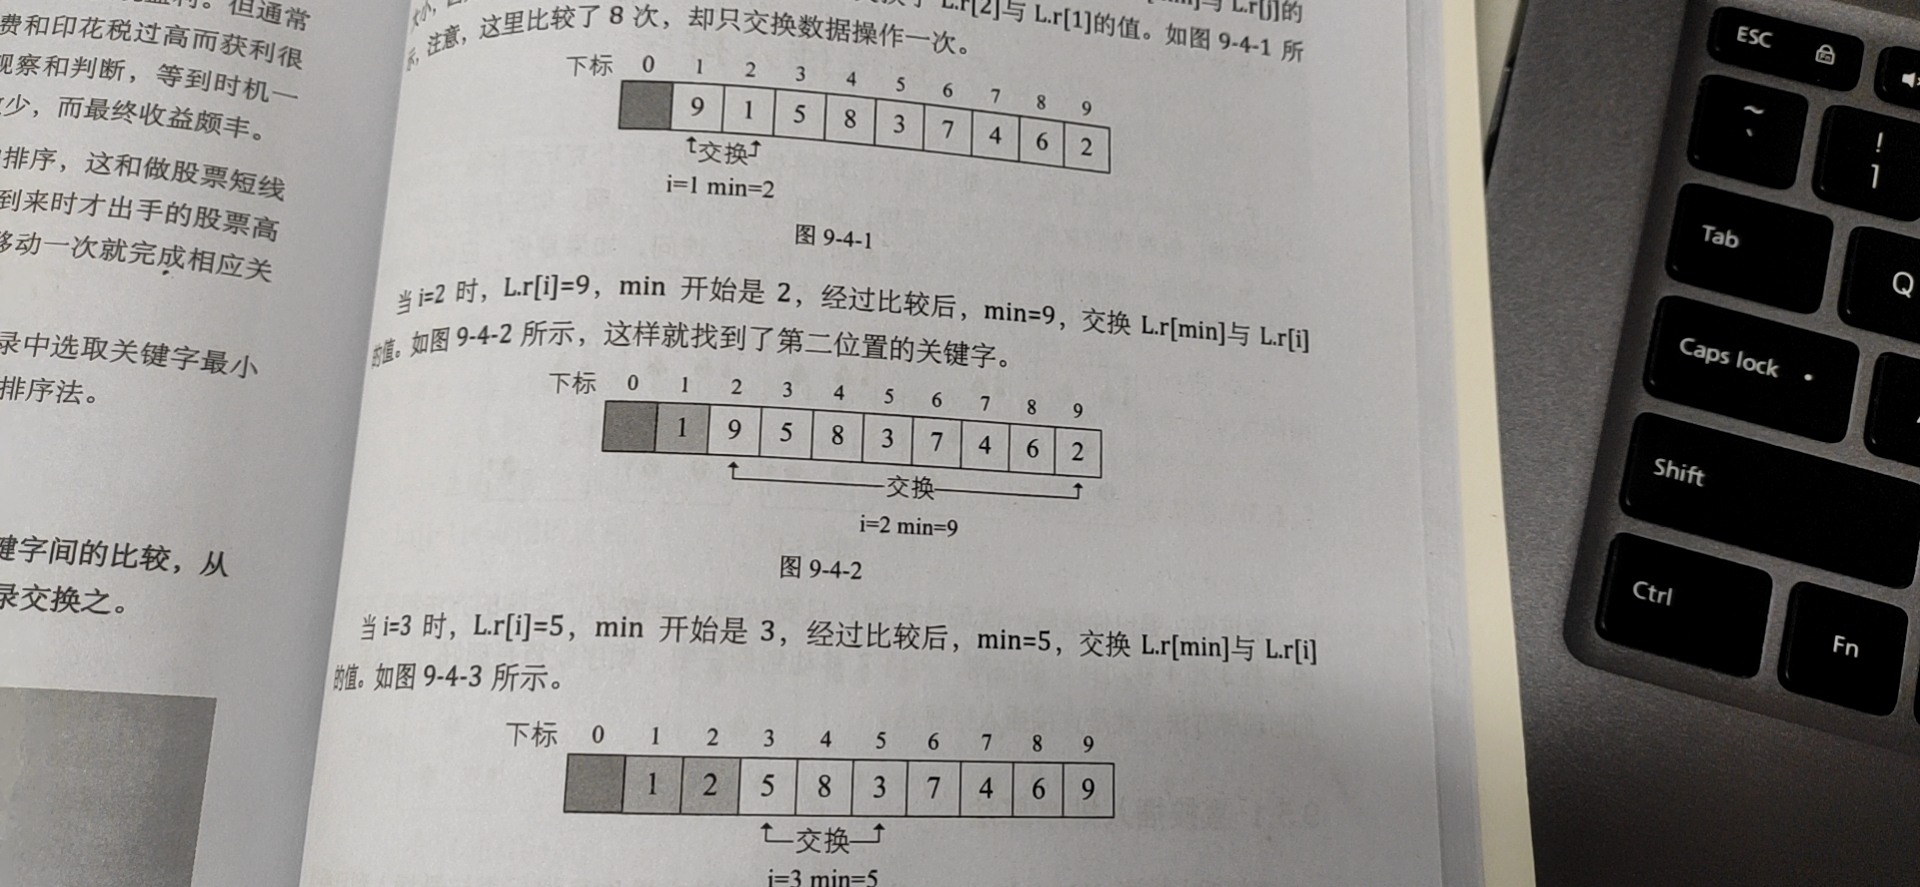 但通常
费和印花税过高而获利很
观察和判断，等到时机一
少，而最终收益颇丰。
排序，这和做股票短线
到来时才出手的股票高
移动一次就完成相应关
录中选取关键字最小
排序法。
键字间的比较，从
录交换之。
L.r[2]与 L.r[1]的值。如图 9-4-1 所
示，注意，这里比较了 8 次，却只交换数据操作一次。
下标 0 1 2 3 4 5 6 7 8 9
9 1 5 8 3 7 4 6 2
交换
i=1 min=2
图 9-4-1
当 i=2 时，L.r[i]=9，min 开始是 2，经过比较后，min=9，交换 L.r[min]与 L.r[i]
的值。如图 9-4-2 所示，这样就找到了第二位置的关键字。
下标 0 1 2 3 4 5 6 7 8 9
1 9 5 8 3 7 4 6 2
交换
i=2 min=9
图 9-4-2
当 i=3 时，L.r[i]=5，min 开始是 3，经过比较后，min=5，交换 L.r[min]与 L.r[i]
的值。如图 9-4-3 所示。
下标 0 1 2 3 4 5 6 7 8 9
1 2 5 8 3 7 4 6 9
交换
i=3 min=5
ESC
Fn
~ `
! 1
Tab
Q
Caps lock
Shift
Ctrl
Fn